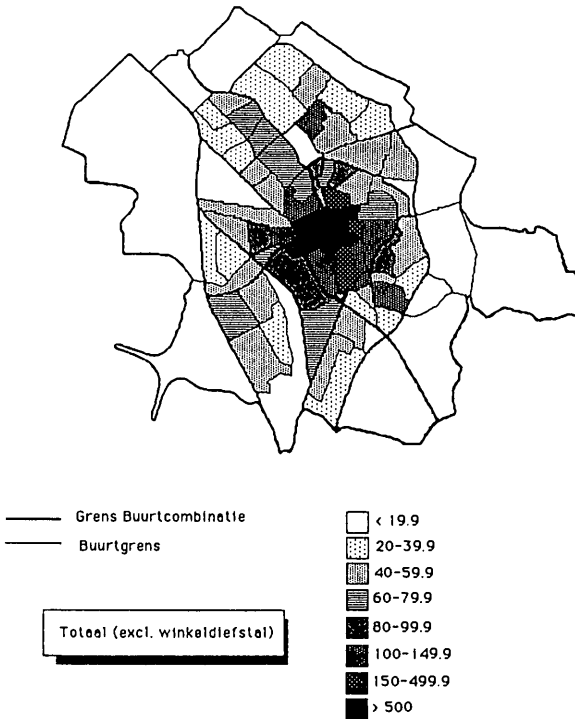 Grens Buurtcombinatie
Buurtgrens
Totaal (excl. winkeldiefstal)
< 19.9
20-39.9
40-59.9
60-79.9
80-99.9
100-149.9
150-499.9
> 500